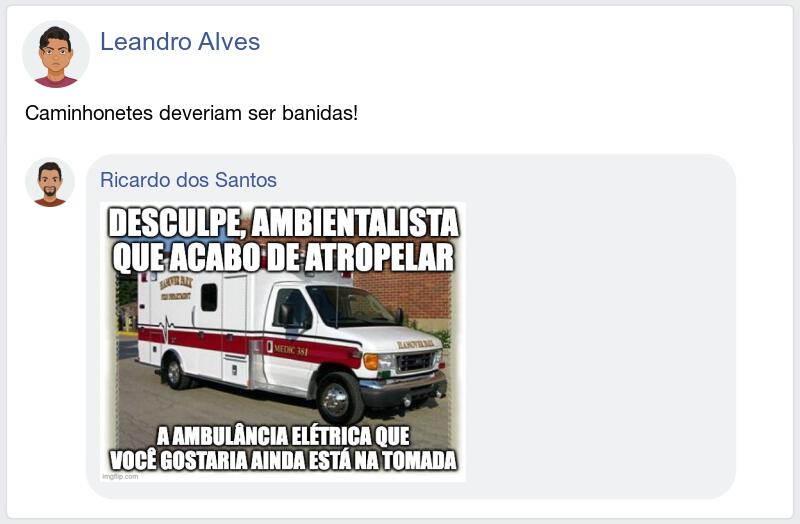 Leandro Alves
Caminhonetes deveriam ser banidas!
Ricardo dos Santos
DESCULPE, AMBIENTALISTA
QUE ACABO DE ATROPELAR
HANOVER PARK
FIRE DEPARTMENT
MEDIC 381
HANOVER PARK
A AMBULÂNCIA ELÉTRICA QUE
VOCÊ GOSTARIA AINDA ESTÁ NA TOMADA
imgflip.com